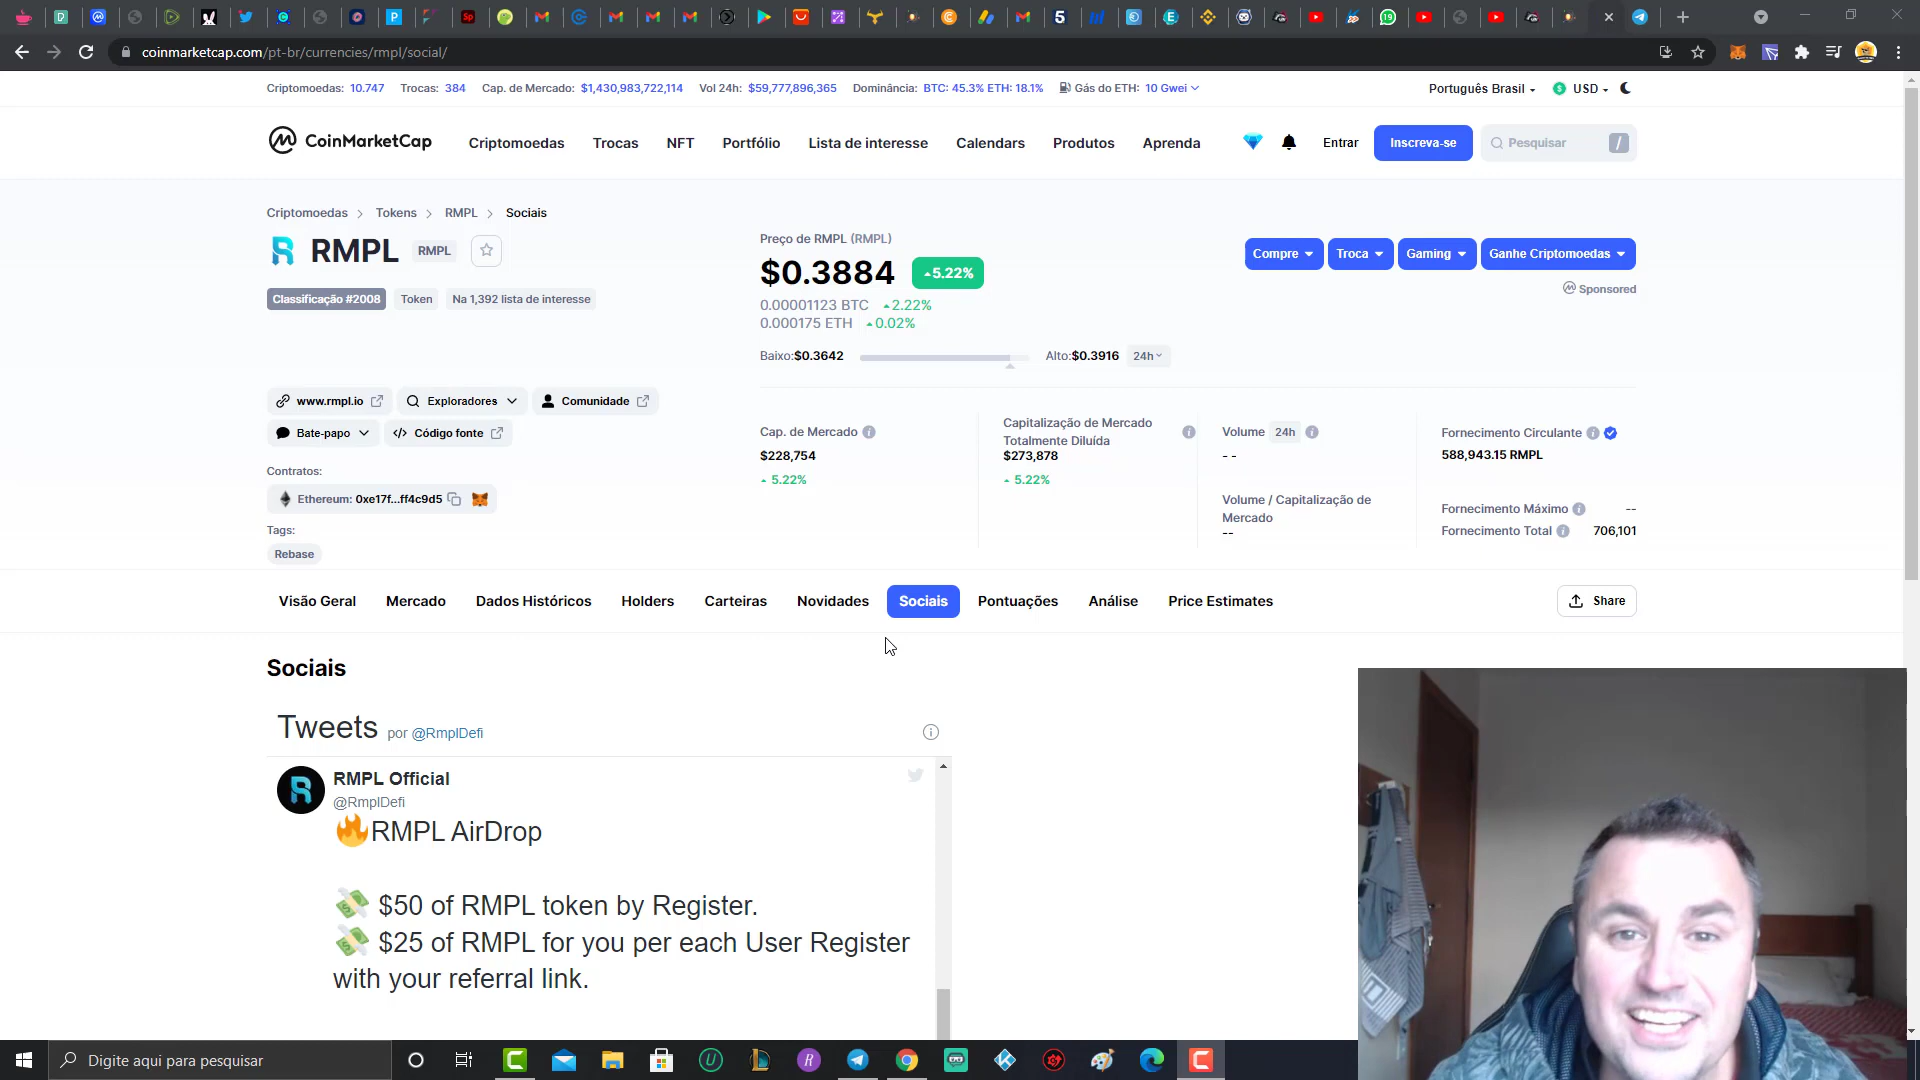 coinmarketcap.com/pt-br/currencies/rmpl/social/
Criptomoedas: 10.747 Trocas: 384 Cap. de Mercado: $1,430,983,722,114 Vol 24h: $59,777,896,365 Dominância: BTC: 45.3% ETH: 18.1% Gás do ETH: 10 Gwei
Português Brasil $ USD
CoinMarketCap Criptomoedas Trocas NFT Portfólio Lista de interesse Calendars Produtos Aprenda Entrar Inscreva-se Pesquisar /
Criptomoedas > Tokens > RMPL > Sociais
RMPL RMPL
Classificação #2008 Token Na 1,392 lista de interesse
Preço de RMPL (RMPL)
$0.3884 5.22%
0.00001123 BTC 2.22%
0.000175 ETH 0.02%
Baixo:$0.3642 Alto:$0.3916 24h
Compre Troca Gaming Ganhe Criptomoedas
Sponsored
www.rmpl.io Exploradores Comunidade
Bate-papo Código fonte
Contratos:
Ethereum: 0xe17f...ff4c9d5
Tags:
Rebase
Cap. de Mercado
$228,754
5.22%
Capitalização de Mercado
Totalmente Diluída
$273,878
5.22%
Volume 24h
- -
Volume / Capitalização de
Mercado
--
Fornecimento Circulante
588,943.15 RMPL
Fornecimento Máximo --
Fornecimento Total 706,101
Visão Geral Mercado Dados Históricos Holders Carteiras Novidades Sociais Pontuações Análise Price Estimates Share
Sociais
Tweets por @RmplDefi
RMPL Official
@RmplDefi
🔥RMPL AirDrop
💸 $50 of RMPL token by Register.
💸 $25 of RMPL for you per each User Register
with your referral link.
Digite aqui para pesquisar